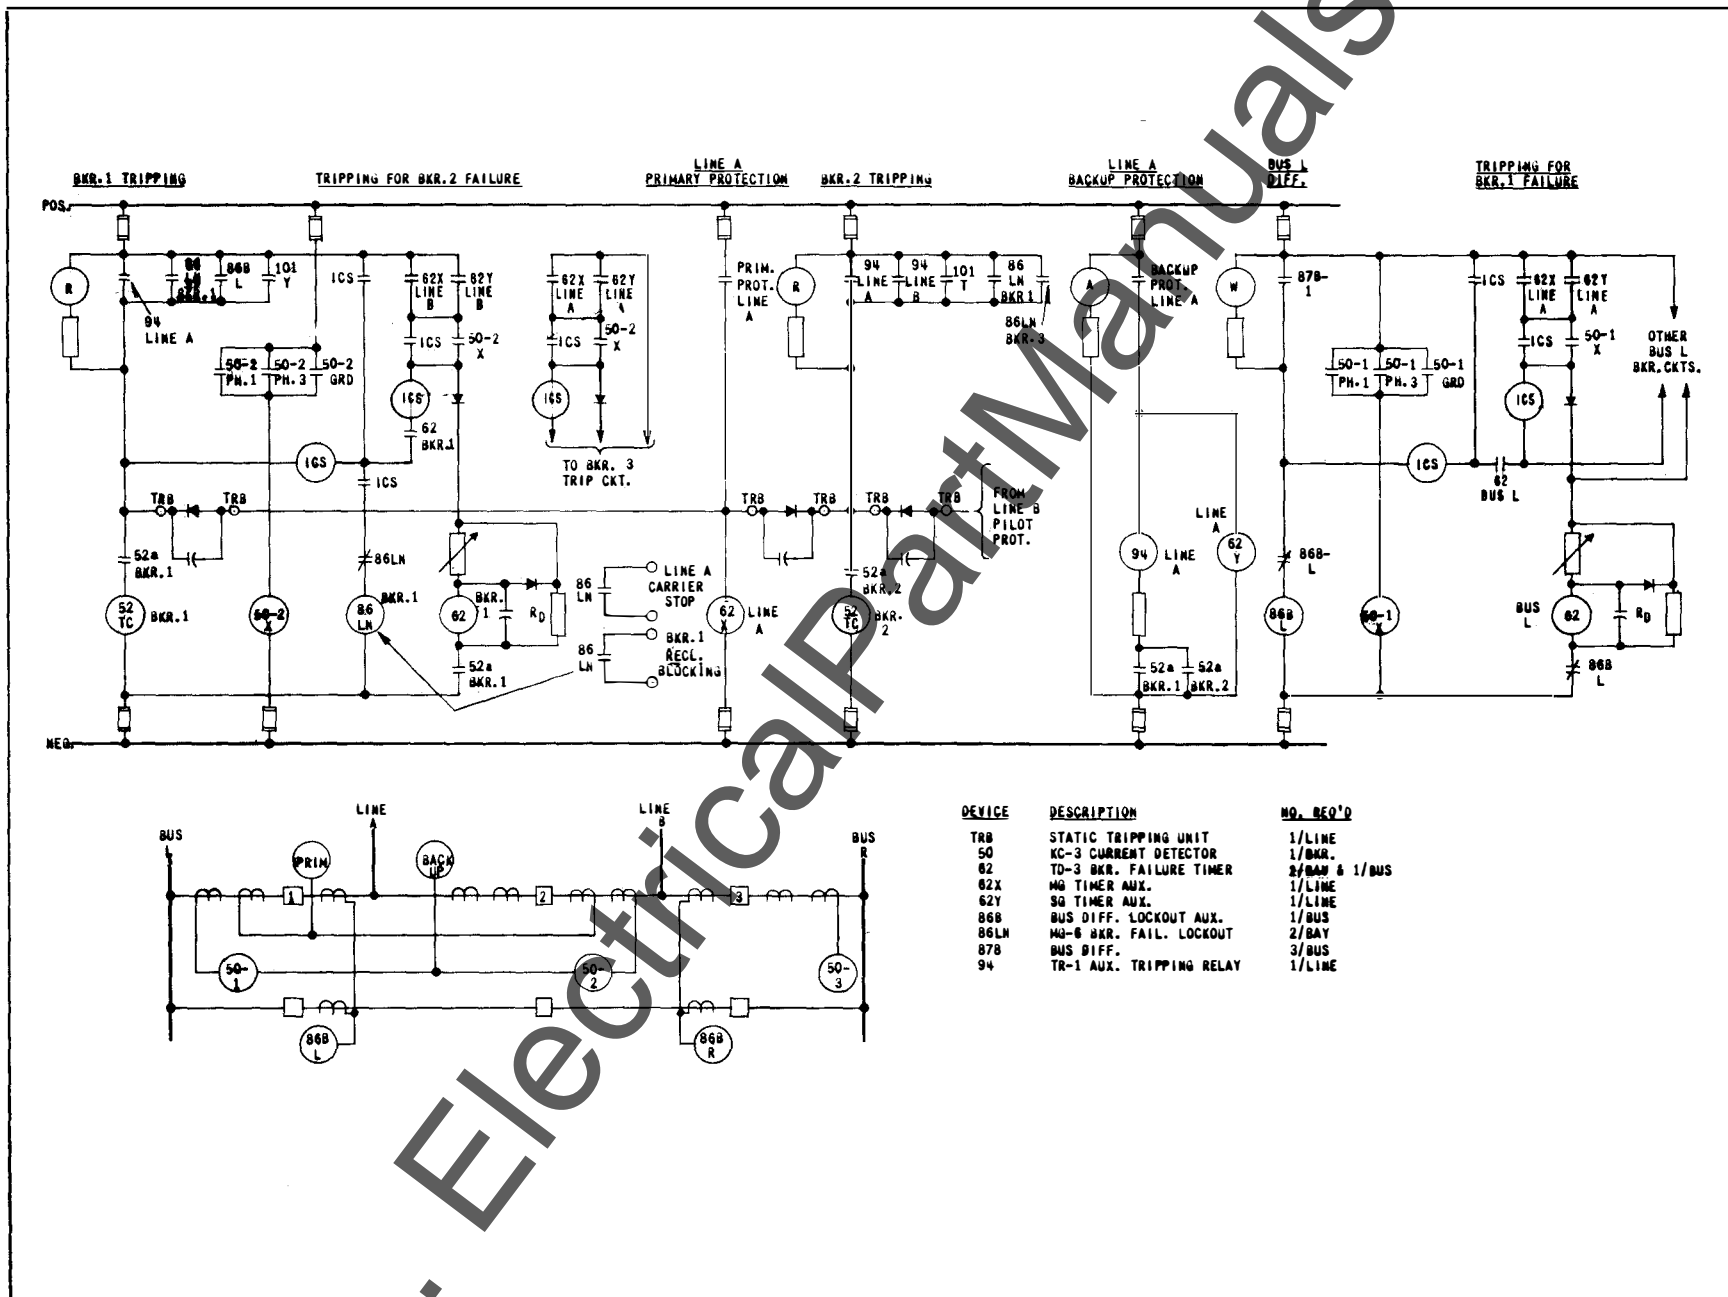 BKR.1 TRIPPING
TRIPPING FOR BKR.2 FAILURE
LINE A
PRIMARY PROTECTION
BKR.2 TRIPPING
LINE A
BACKUP PROTECTION
BUS L
DIFF.
TRIPPING FOR
BKR.1 FAILURE
POS.
R
94
LINE A
86B
L
101
Y
ICS
62X
LINE
B
62Y
LINE
B
62X
LINE
A
62Y
LINE
A
PRIM.
PROT.
LINE
A
R
94
LINE
A
94
LINE
B
101
T
86
LN
BKR1
86LN
BKR.3
A
BACKUP
PROT.
LINE A
W
87B-
1
ICS
62X
LINE
A
62Y
LINE
A
OTHER
BUS L
BKR.CKTS.
50-2
PH.1
50-2
PH.3
50-2
GRD
ICS
50-2
X
ICS
50-2
X
50-1
PH.1
50-1
PH.3
50-1
GRD
ICS
50-1
X
ICS
62
BKR.1
ICS
ICS
ICS
TO BKR. 3
TRIP CKT.
ICS
ICS
62
BUS L
TRB
TRB
TRB
TRB
TRB
TRB
FROM
LINE B
PILOT
PROT.
LINE
A
52a
BKR.1
86LN
52a
BKR.2
94
LINE
A
62
Y
86B-
L
52
TC
BKR.1
50-2
X
86
LN
BKR.1
62
BKR.
1
RD
86
LN
LINE A
CARRIER
STOP
86
LN
BKR.1
RECL.
BLOCKING
62
X
LINE
A
52
TC
BKR.
2
86B
L
50-1
X
BUS
L
62
RD
52a
BKR.1
52a
BKR.1
52a
BKR.2
86B
L
NEG.
BUS
L
LINE
A
LINE
B
BUS
R
PRIM
BACK
UP
1
2
3
50-
1
50-
2
50-
3
86B
L
86B
R
DEVICE DESCRIPTION NO. REQ'D
TRB STATIC TRIPPING UNIT 1/LINE
50 KC-3 CURRENT DETECTOR 1/BKR.
62 TD-3 BKR. FAILURE TIMER 2/BAY & 1/BUS
62X MG TIMER AUX. 1/LINE
62Y SG TIMER AUX. 1/LINE
86B BUS DIFF. LOCKOUT AUX. 1/BUS
86LN MG-6 BKR. FAIL. LOCKOUT 2/BAY
87B BUS DIFF. 3/BUS
94 TR-1 AUX. TRIPPING RELAY 1/LINE
ElectricalPartManuals